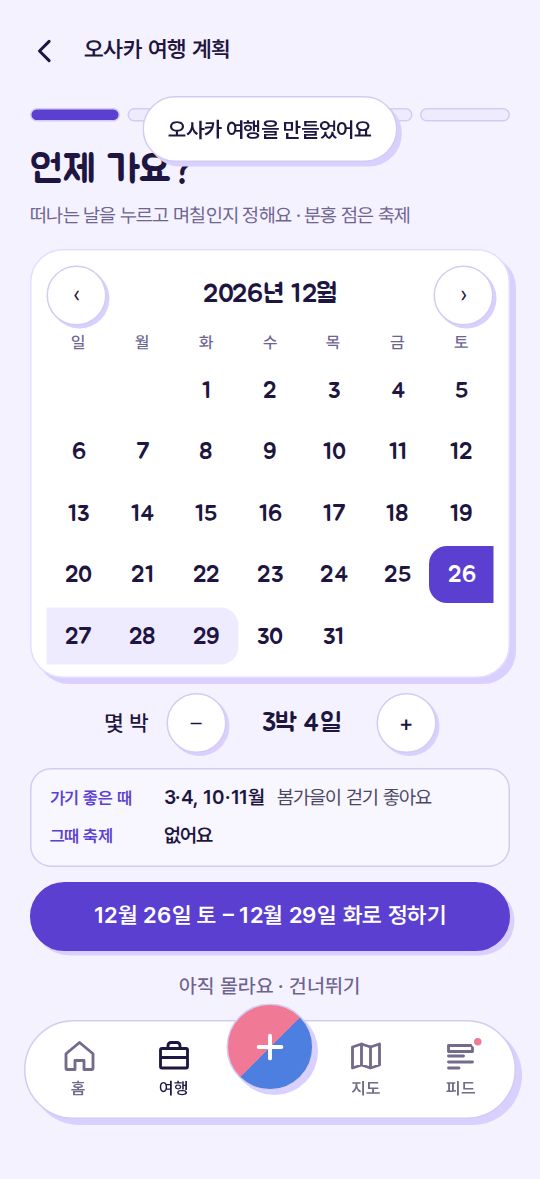 오사카 여행 계획
오사카 여행을 만들었어요
언제 가요?
떠나는 날을 누르고 며칠인지 정해요 · 분홍 점은 축제
‹ 2026년 12월 ›
일 월 화 수 목 금 토
1 2 3 4 5
6 7 8 9 10 11 12
13 14 15 16 17 18 19
20 21 22 23 24 25 26
27 28 29 30 31
몇 박 − 3박 4일 +
가기 좋은 때 3·4, 10·11월 봄가을이 걷기 좋아요
그때 축제 없어요
12월 26일 토 – 12월 29일 화로 정하기
아직 몰라요 · 건너뛰기
홈 여행 지도 피드